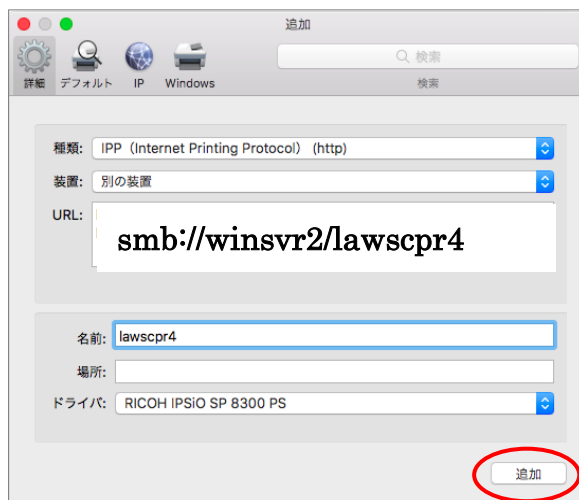 追加
検索
詳細 デフォルト IP Windows 検索
種類: IPP（Internet Printing Protocol） (http)
装置: 別の装置
URL: smb://winsvr2/lawscpr4
名前: lawscpr4
場所:
ドライバ: RICOH IPSiO SP 8300 PS
追加